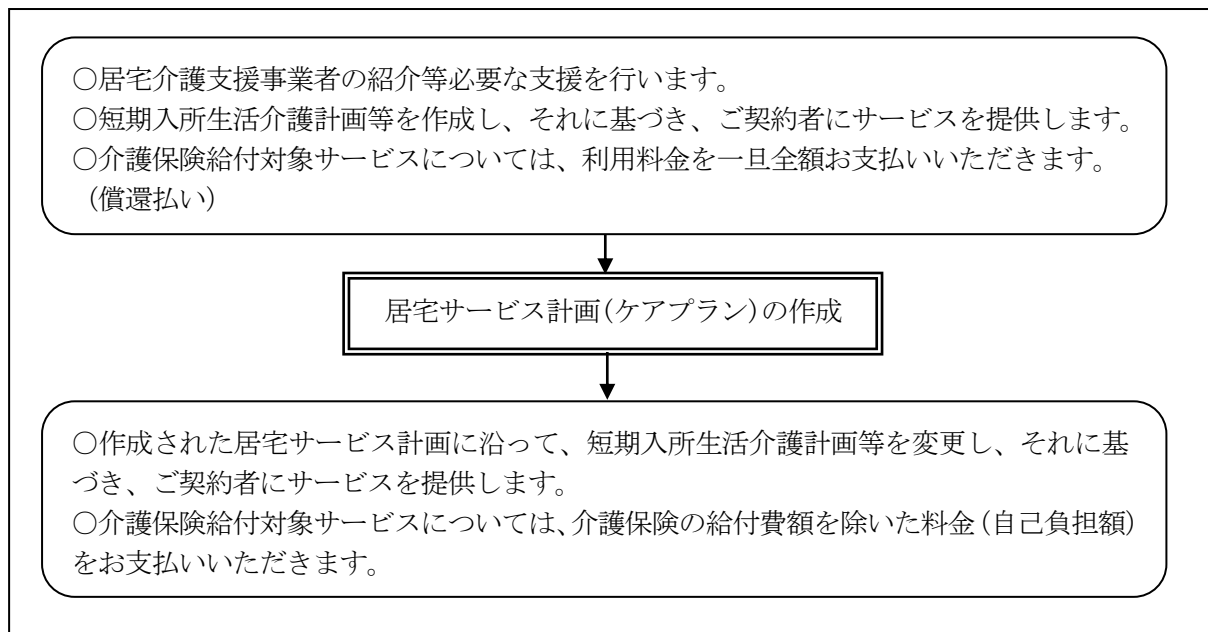 ○居宅介護支援事業者の紹介等必要な支援を行います。
○短期入所生活介護計画等を作成し、それに基づき、ご契約者にサービスを提供します。
○介護保険給付対象サービスについては、利用料金を一旦全額お支払いいただきます。
（償還払い）
居宅サービス計画(ケアプラン)の作成
○作成された居宅サービス計画に沿って、短期入所生活介護計画等を変更し、それに基
づき、ご契約者にサービスを提供します。
○介護保険給付対象サービスについては、介護保険の給付費額を除いた料金(自己負担額)
をお支払いいただきます。